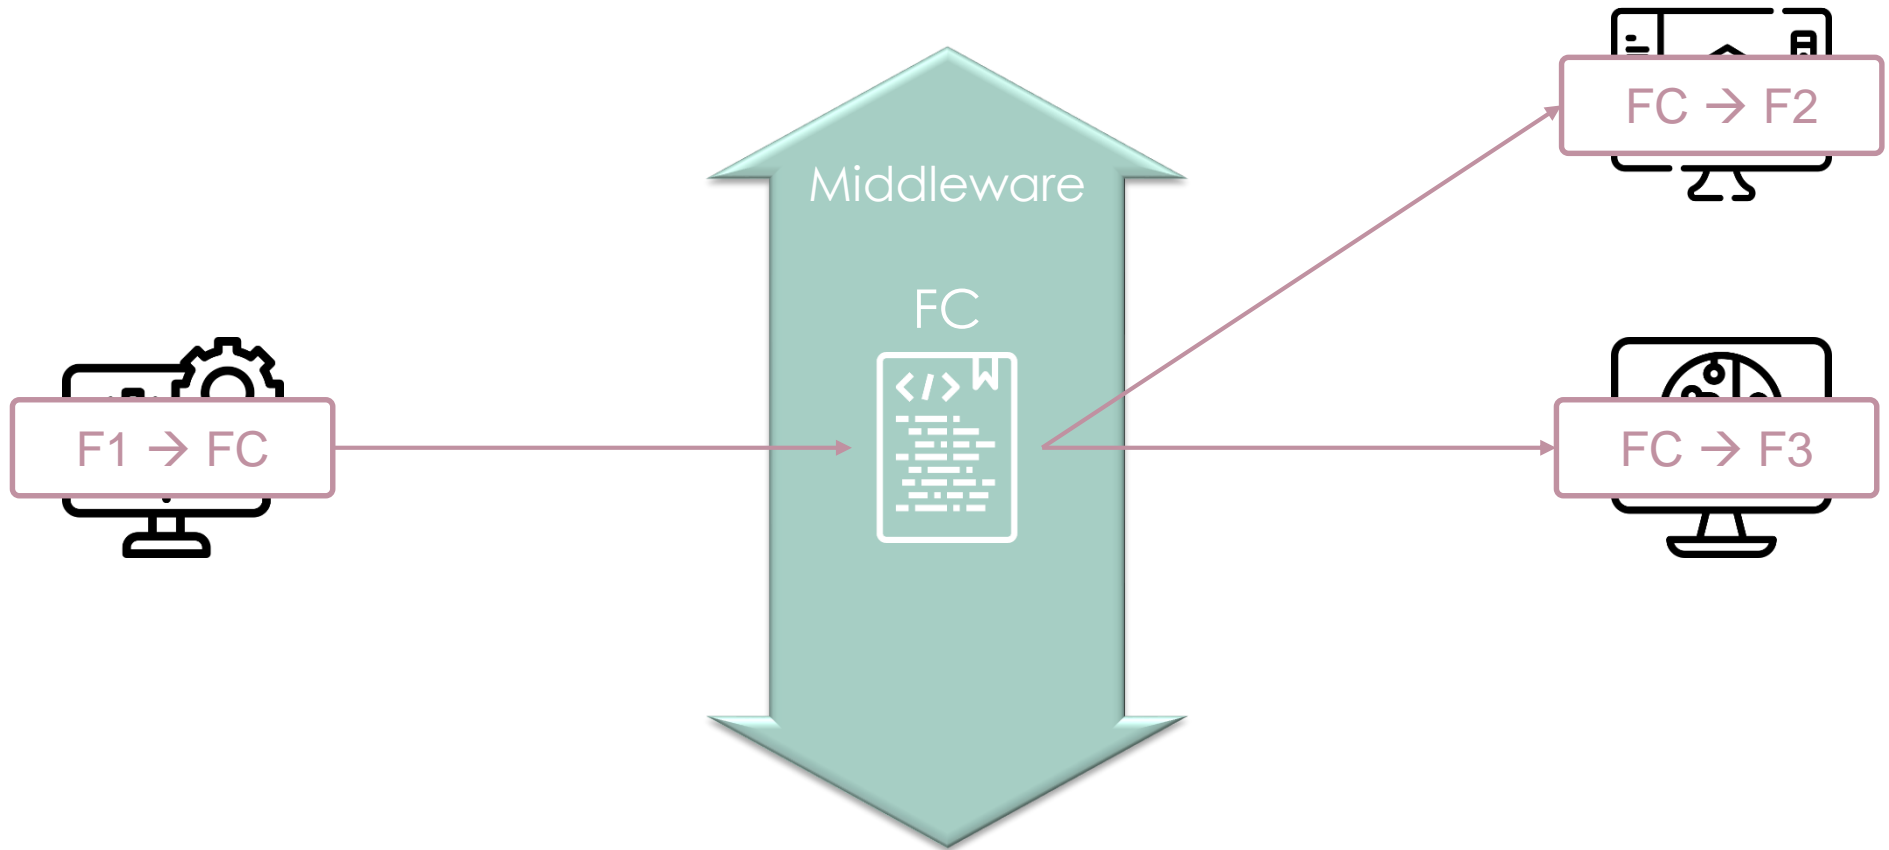 Middleware
FC
F1 → FC
FC → F2
FC → F3